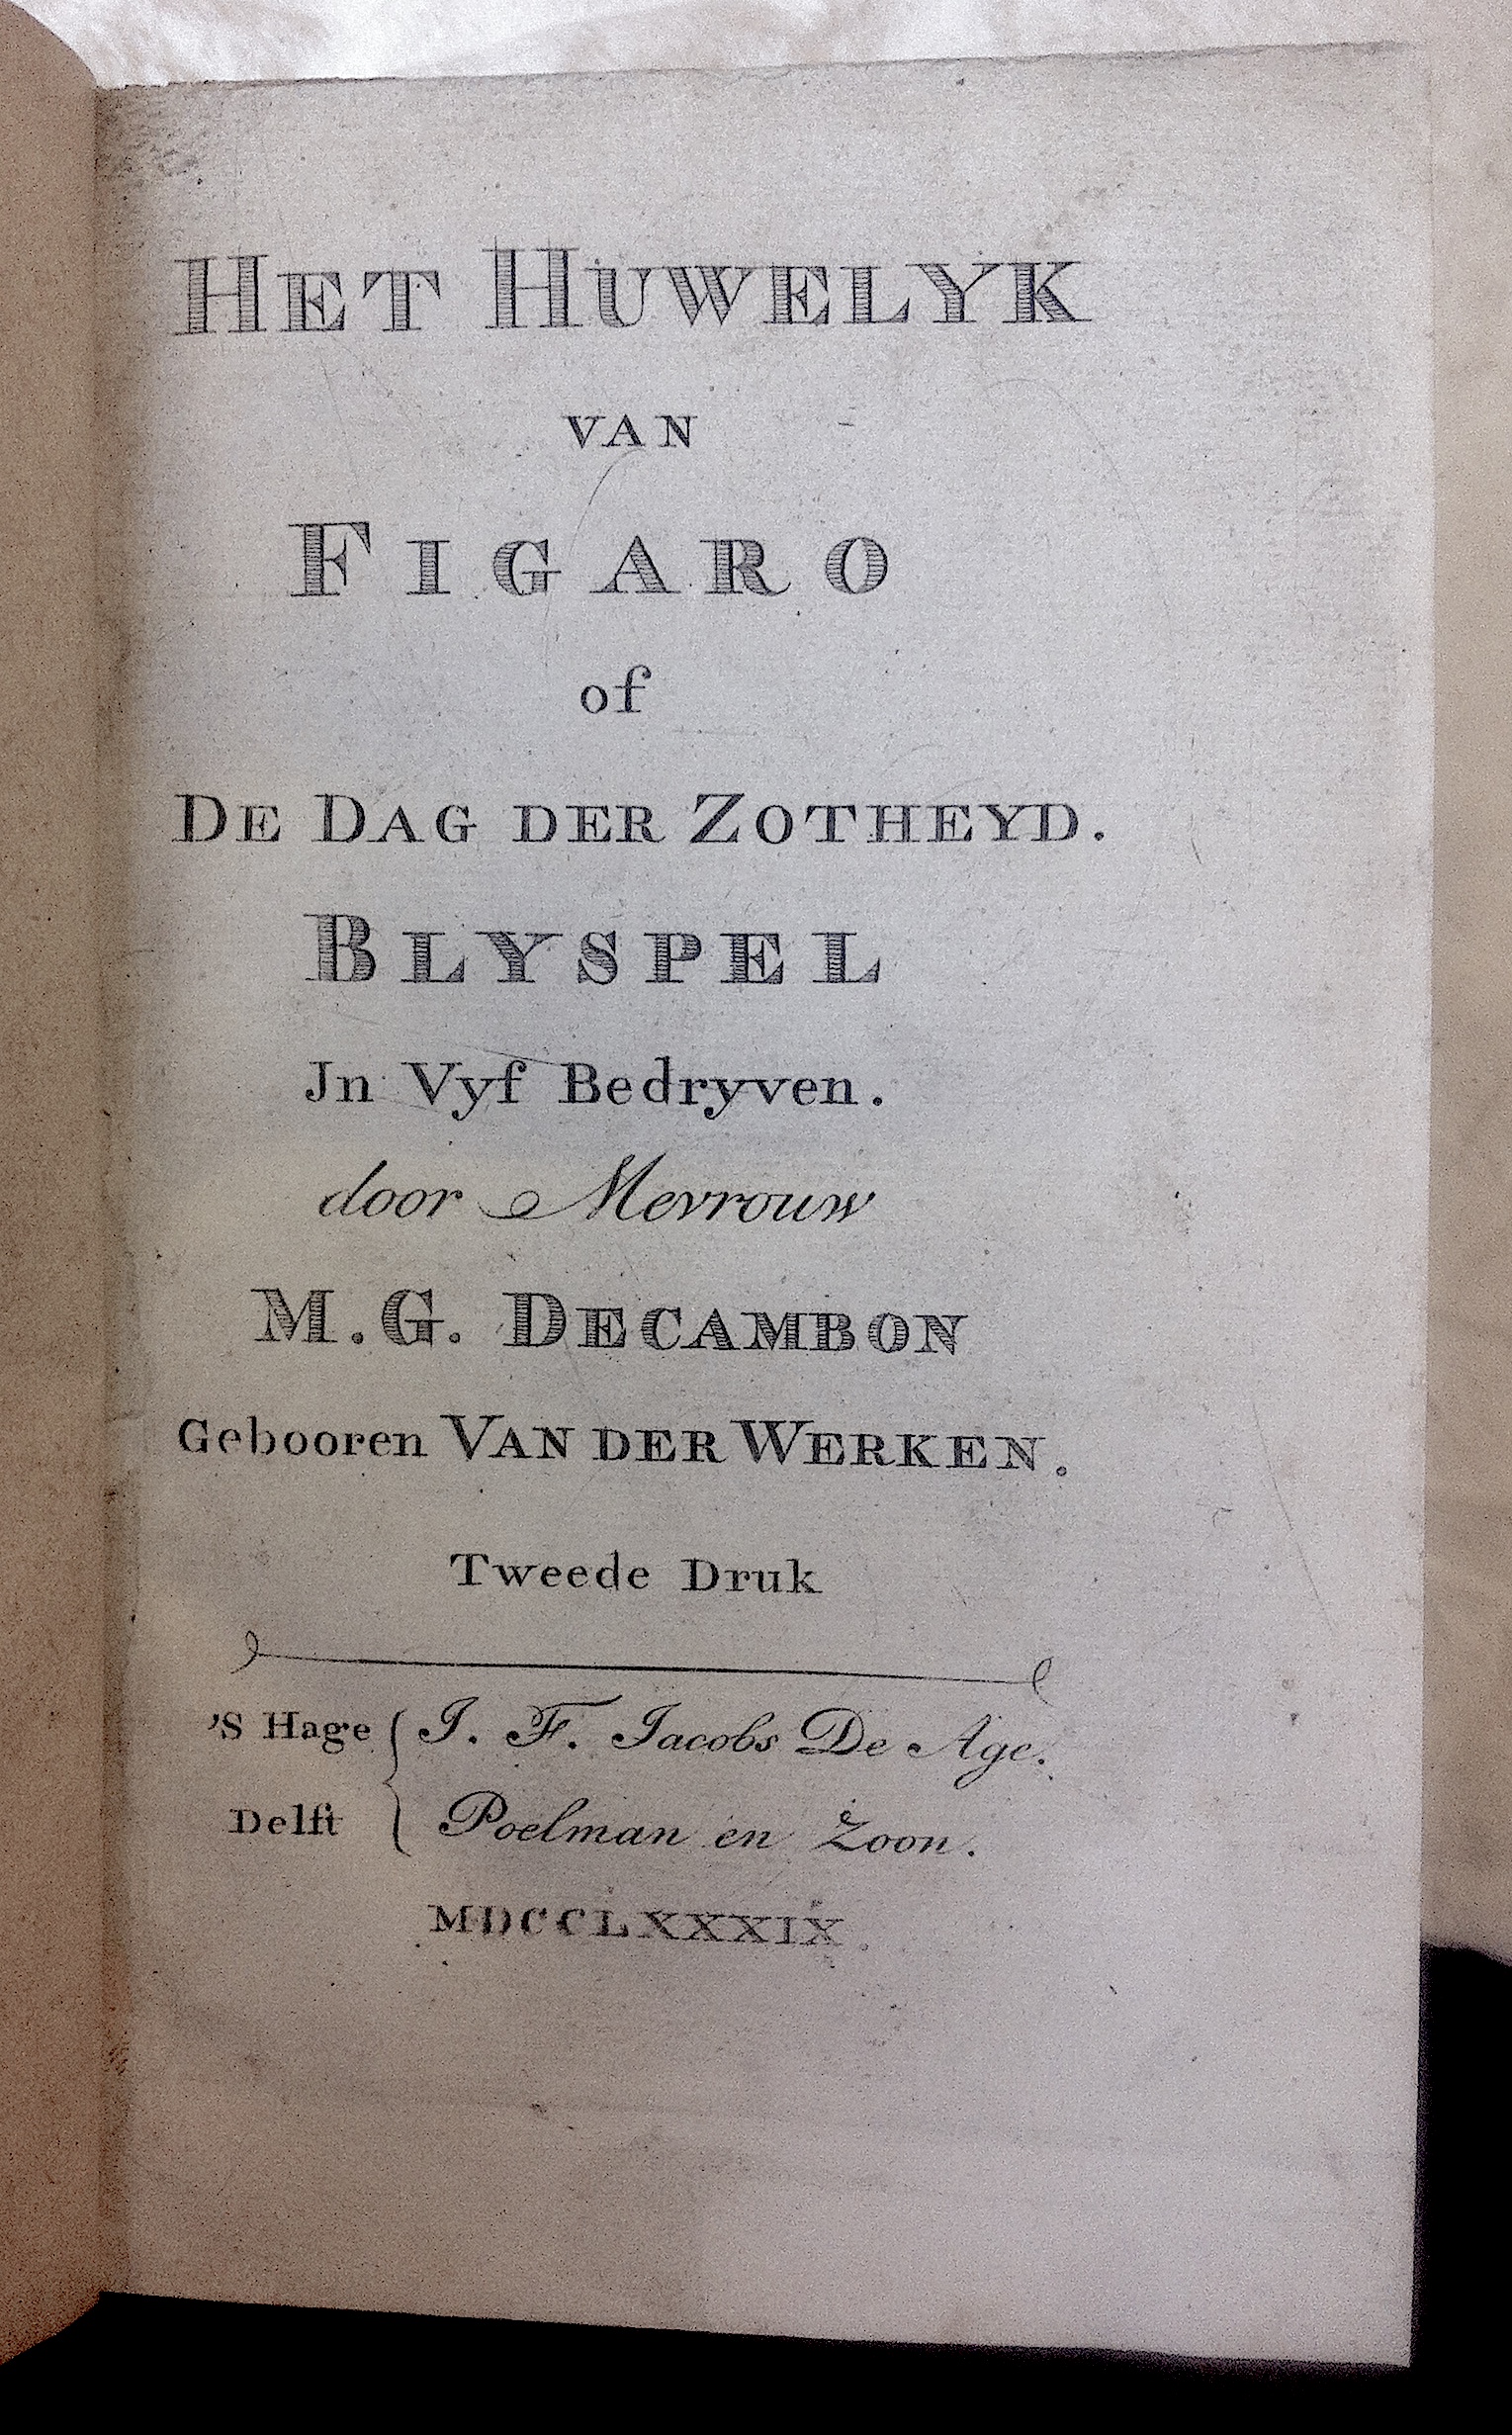 HET HUWELYK
VAN
FIGARO
of
DE DAG DER ZOTHEYD.
BLYSPEL
Jn Vyf Bedryven.
door Mevrouw
M. G. DECAMBON
Gebooren VAN DER WERKEN.
Tweede Druk
'S Hage { J. F. Jacobs De Age.
Delft { Poelman en Zoon.
MDCCLXXXIX.